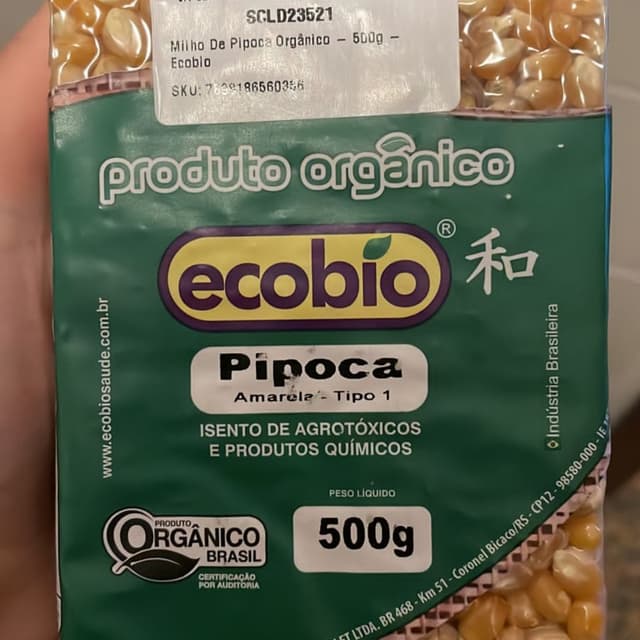 SCLD23521
Milho De Pipoca Orgânico – 500g –
Ecobio
produto orgânico
ecobio®
和
Pipoca
Amarela - Tipo 1
ISENTO DE AGROTÓXICOS
E PRODUTOS QUÍMICOS
www.ecobiosaude.com.br
Indústria Brasileira
PRODUTO
ORGÂNICO
BRASIL
CERTIFICAÇÃO
POR AUDITORIA
PESO LÍQUIDO
500g
LTDA. BR 468 - Km 51 - Coronel Bicaco/RS - CP12 - 98580-000 -